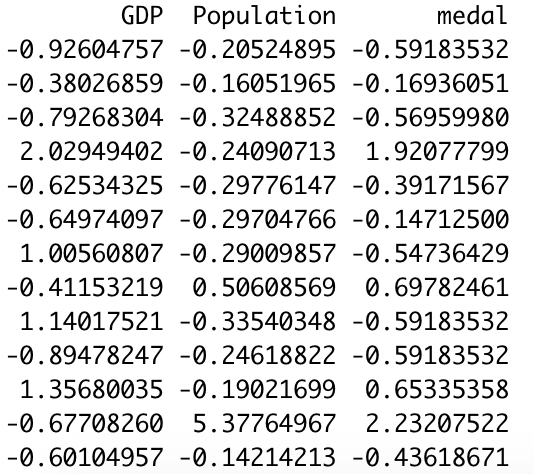 GDP Population medal
-0.92604757 -0.20524895 -0.59183532
-0.38026859 -0.16051965 -0.16936051
-0.79268304 -0.32488852 -0.56959980
2.02949402 -0.24090713 1.92077799
-0.62534325 -0.29776147 -0.39171567
-0.64974097 -0.29704766 -0.14712500
1.00560807 -0.29009857 -0.54736429
-0.41153219 0.50608569 0.69782461
1.14017521 -0.33540348 -0.59183532
-0.89478247 -0.24618822 -0.59183532
1.35680035 -0.19021699 0.65335358
-0.67708260 5.37764967 2.23207522
-0.60104957 -0.14214213 -0.43618671